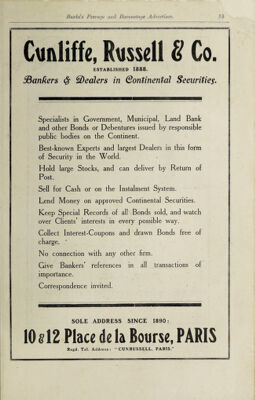 Burke's Peerage and Baronetage Advertiser. 53
Cunliffe, Russell & Co.
ESTABLISHED 1888.
Bankers & Dealers in Continental Securities.
Specialists in Government, Municipal, Land Bank
and other Bonds or Debentures issued by responsible
public bodies on the Continent.
Best-known Experts and largest Dealers in this form
of Security in the World.
Hold large Stocks, and can deliver by Return of
Post.
Sell for Cash or on the Instalment System.
Lend Money on approved Continental Securities.
Keep Special Records of all Bonds sold, and watch
over Clients' interests in every possible way.
Collect Interest-Coupons and drawn Bonds free of
charge.
No connection with any other firm.
Give Bankers' references in all transactions of
importance.
Correspondence invited.
SOLE ADDRESS SINCE 1890:
10 & 12 Place de la Bourse, PARIS
Regd. Tel. Address: "CUNRUSSELL, PARIS."